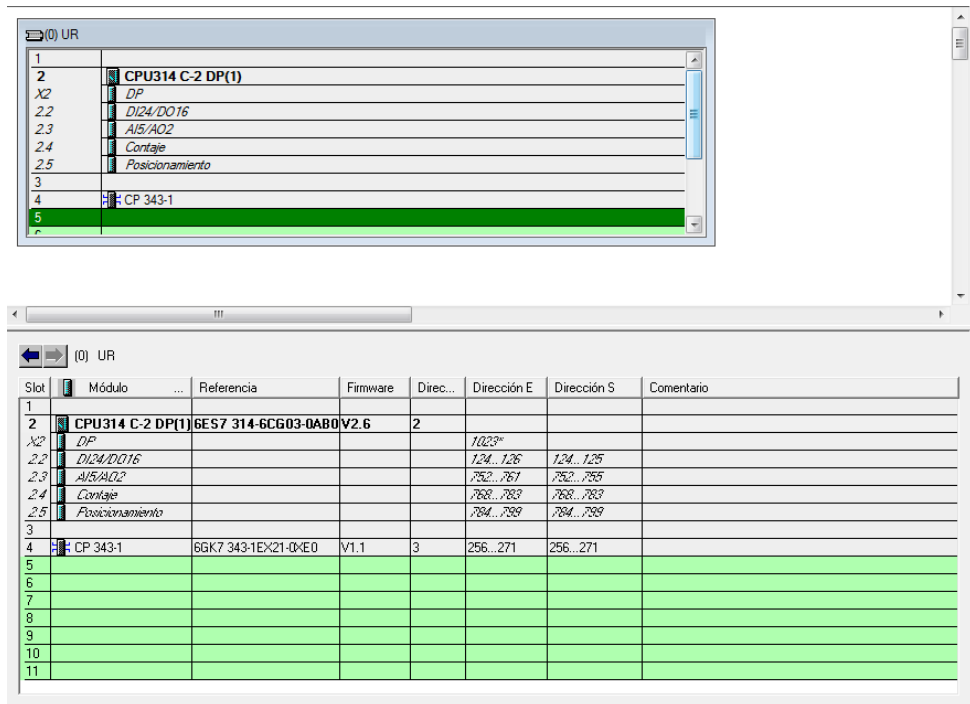 (0) UR
1
2 CPU314 C-2 DP(1)
X2 DP
2.2 DI24/DO16
2.3 AI5/AO2
2.4 Contaje
2.5 Posicionamiento
3
4 CP 343-1
5
(0) UR
Slot Módulo ... Referencia Firmware Direc... Dirección E Dirección S Comentario
1
2 CPU314 C-2 DP(1) 6ES7 314-6CG03-0AB0 V2.6 2
X2 DP 1023*
2.2 DI24/DO16 124...126 124...125
2.3 AI5/AO2 752...761 752...755
2.4 Contaje 768...783 768...783
2.5 Posicionamiento 784...799 784...799
3
4 CP 343-1 6GK7 343-1EX21-0XE0 V1.1 3 256...271 256...271
5
6
7
8
9
10
11